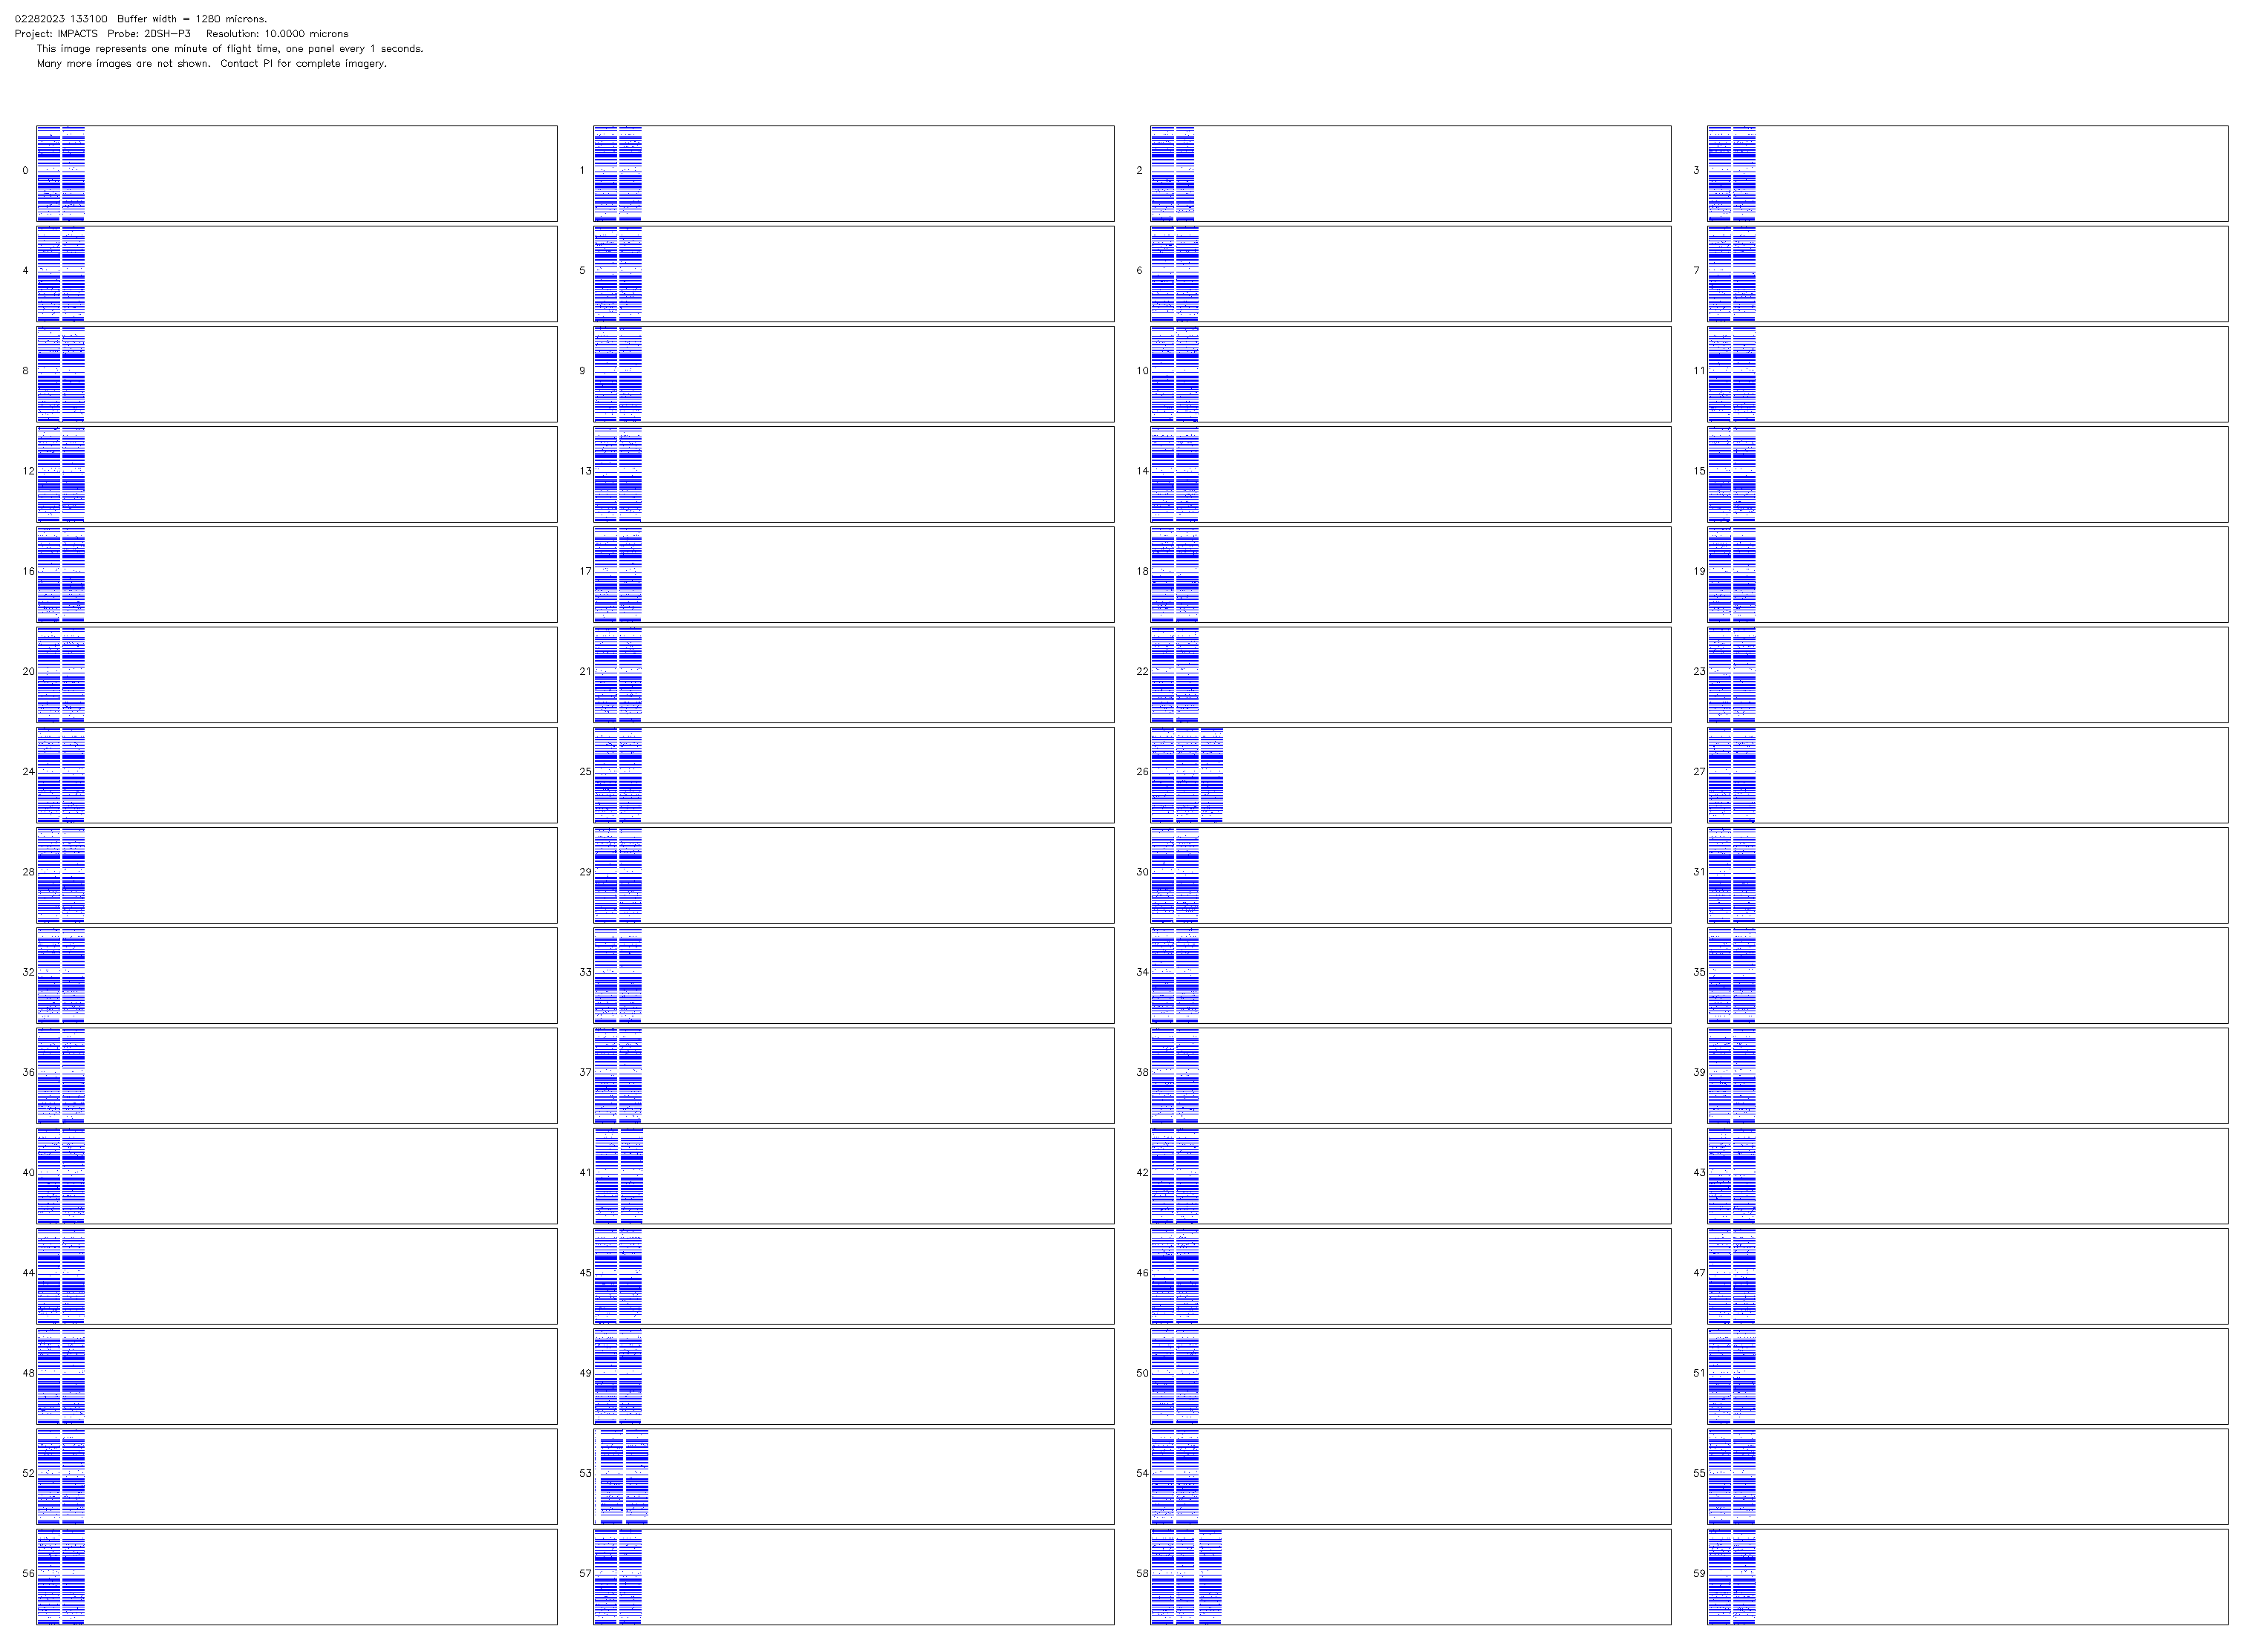 02282023 133100  Buffer width = 1280 microns.
Project: IMPACTS  Probe: 2DSH-P3  Resolution: 10.0000 microns
This image represents one minute of flight time, one panel every 1 seconds.
Many more images are not shown.  Contact PI for complete imagery.
0 1 2 3
4 5 6 7
8 9 10 11
12 13 14 15
16 17 18 19
20 21 22 23
24 25 26 27
28 29 30 31
32 33 34 35
36 37 38 39
40 41 42 43
44 45 46 47
48 49 50 51
52 53 54 55
56 57 58 59